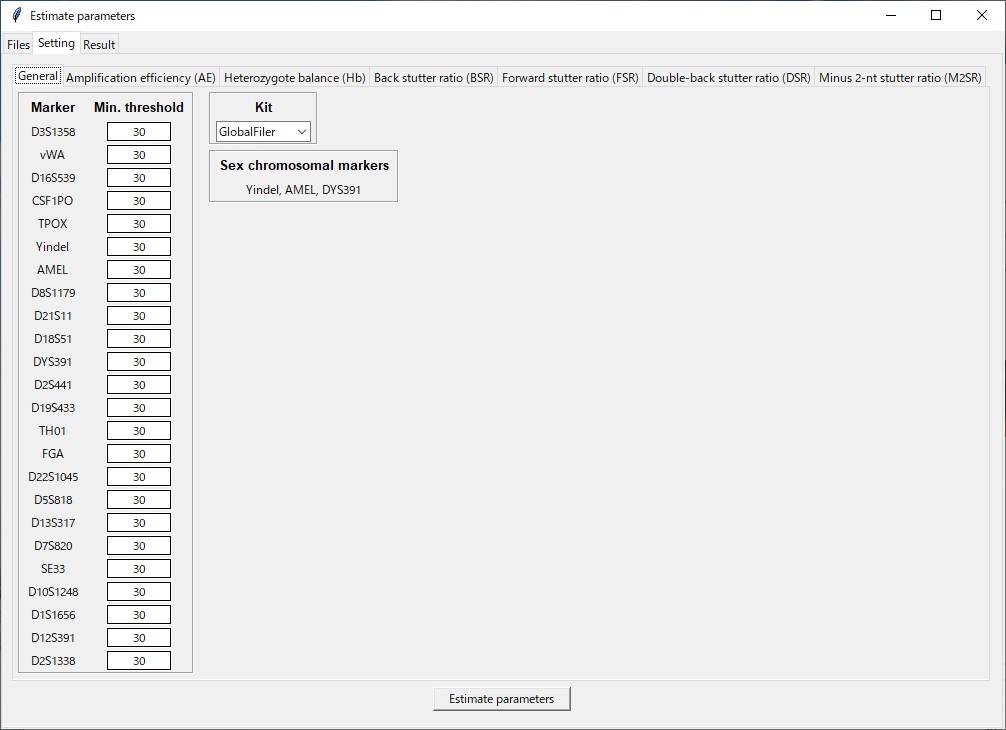 Estimate parameters
Files Setting Result
General Amplification efficiency (AE) Heterozygote balance (Hb) Back stutter ratio (BSR) Forward stutter ratio (FSR) Double-back stutter ratio (DSR) Minus 2-nt stutter ratio (M2SR)
Marker Min. threshold
D3S1358 30
vWA 30
D16S539 30
CSF1PO 30
TPOX 30
Yindel 30
AMEL 30
D8S1179 30
D21S11 30
D18S51 30
DYS391 30
D2S441 30
D19S433 30
TH01 30
FGA 30
D22S1045 30
D5S818 30
D13S317 30
D7S820 30
SE33 30
D10S1248 30
D1S1656 30
D12S391 30
D2S1338 30
Kit
GlobalFiler
Sex chromosomal markers
Yindel, AMEL, DYS391
Estimate parameters